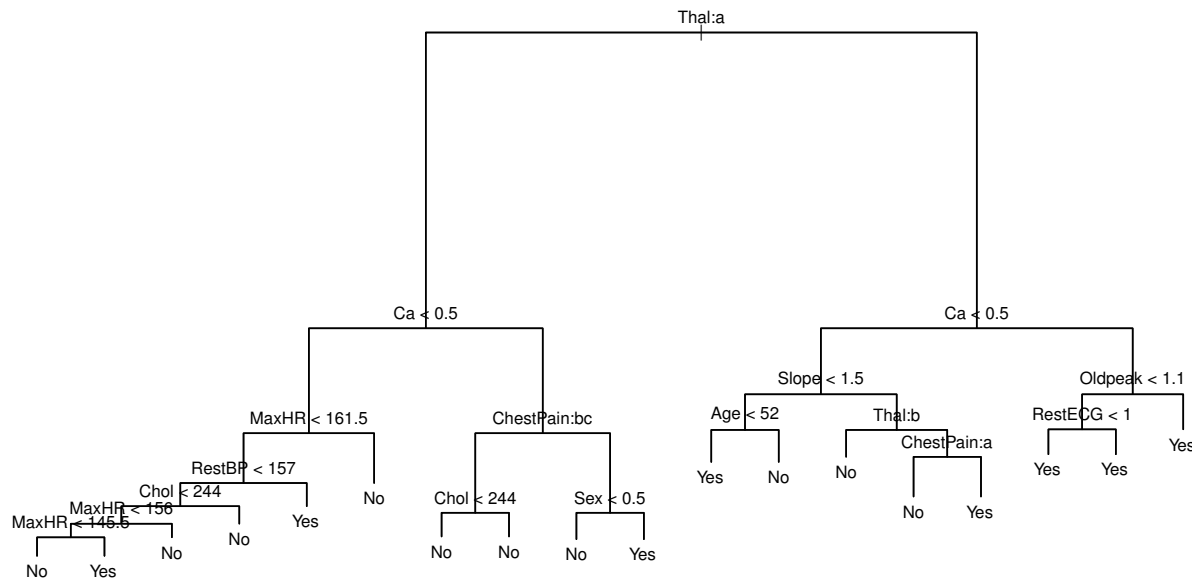 Thal:a
Ca < 0.5
Ca < 0.5
Slope < 1.5
Oldpeak < 1.1
MaxHR < 161.5
ChestPain:bc
Age < 52
Thal:b
RestECG < 1
ChestPain:a
RestBP < 157
Yes
No
No
Yes
Yes
Yes
Chol < 244
No
Chol < 244
Sex < 0.5
No
Yes
MaxHR < 156
Yes
MaxHR < 145.5
No
No
No
No
No
Yes
No
Yes